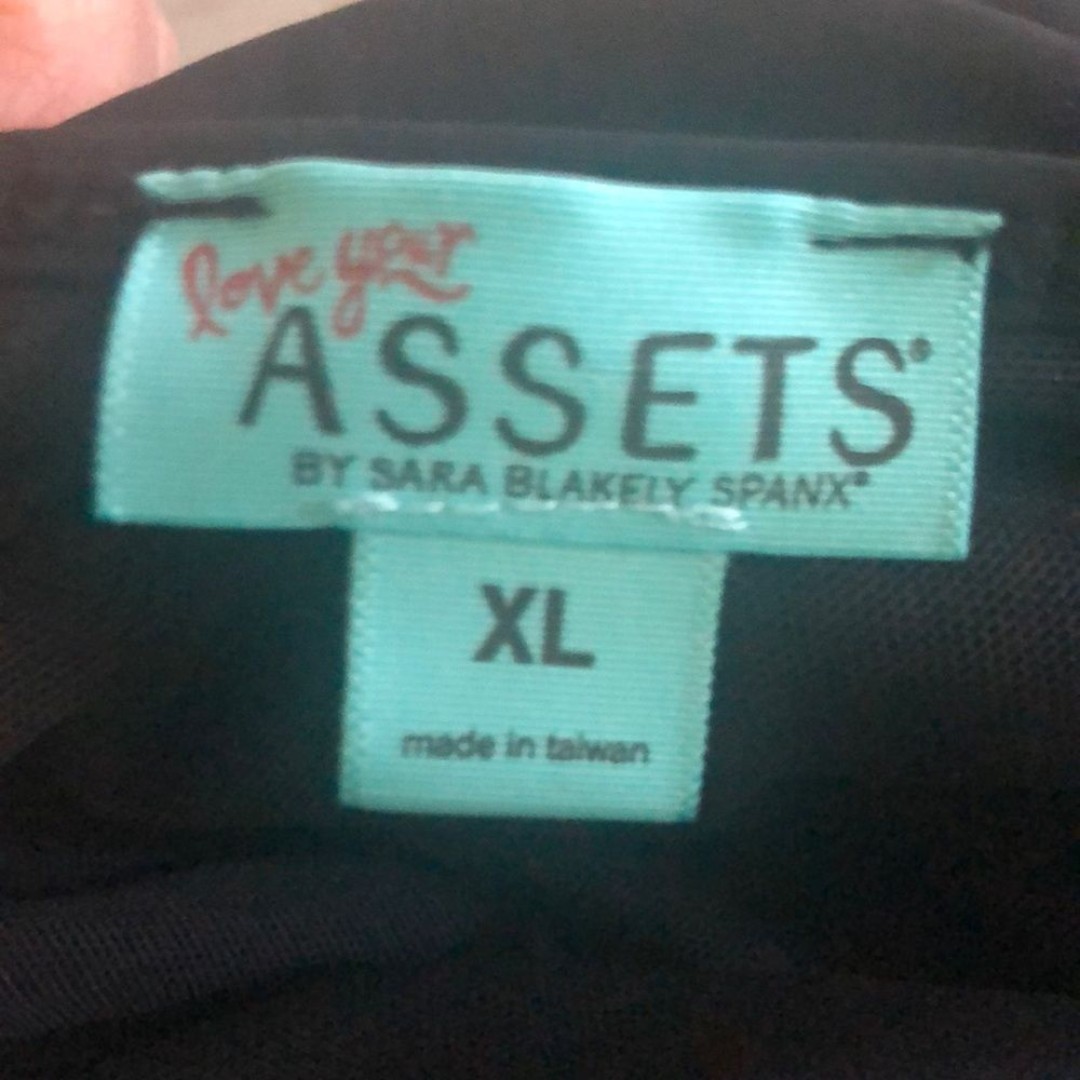 love your
ASSETS®
BY SARA BLAKELY SPANX®
XL
made in taiwan